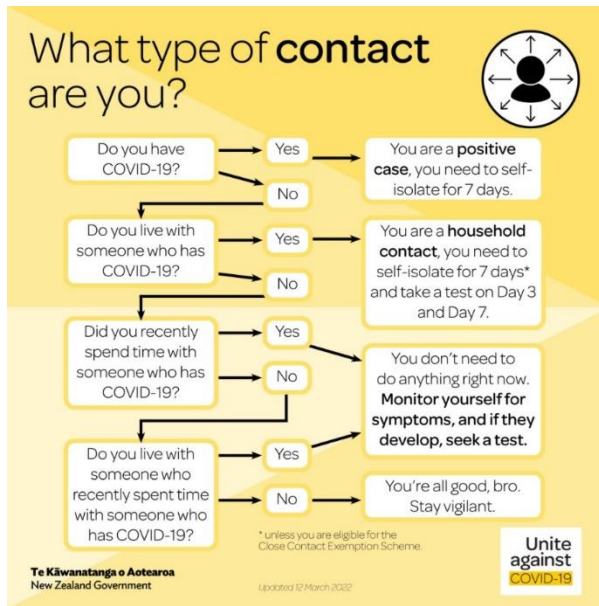 What type of contact
are you?
Do you have
COVID-19?
Yes
You are a positive
case, you need to self-
isolate for 7 days.
No
Do you live with
someone who has
COVID-19?
Yes
You are a household
contact, you need to
self-isolate for 7 days*
and take a test on Day 3
and Day 7.
No
Did you recently
spend time with
someone who has
COVID-19?
Yes
No
You don't need to
do anything right now.
Monitor yourself for
symptoms, and if they
develop, seek a test.
Do you live with
someone who
recently spent time
with someone who
has COVID-19?
Yes
No
You're all good, bro.
Stay vigilant.
* unless you are eligible for the
Close Contact Exemption Scheme.
Te Kāwanatanga o Aotearoa
New Zealand Government
Updated 12 March 2022
Unite
against
COVID-19